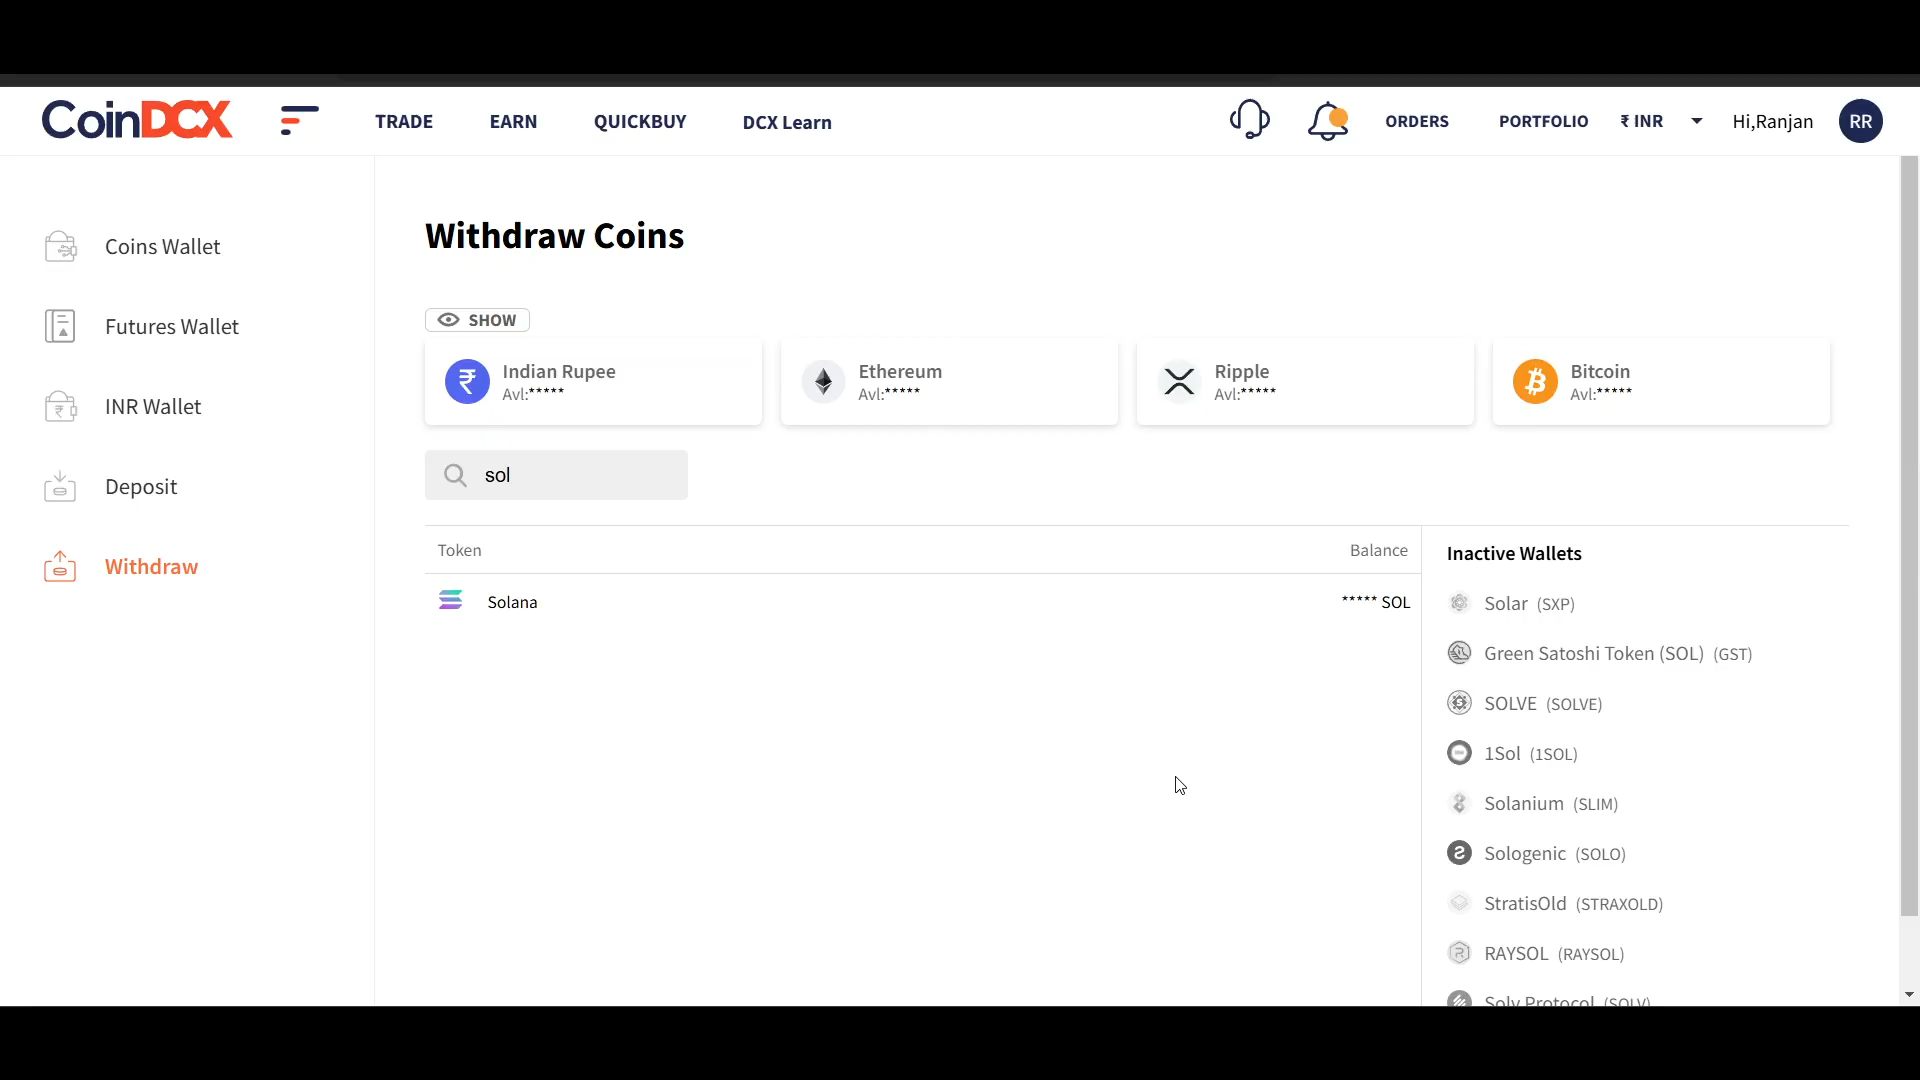 CoinDCX
TRADE
EARN
QUICKBUY
DCX Learn
ORDERS
PORTFOLIO
₹ INR
Hi,Ranjan
RR
Coins Wallet
Futures Wallet
INR Wallet
Deposit
Withdraw
Withdraw Coins
SHOW
Indian Rupee
Avl:*****
Ethereum
Avl:*****
Ripple
Avl:*****
Bitcoin
Avl:*****
sol
Token
Balance
Solana
***** SOL
Inactive Wallets
Solar (SXP)
Green Satoshi Token (SOL) (GST)
SOLVE (SOLVE)
1Sol (1SOL)
Solanium (SLIM)
Sologenic (SOLO)
StratisOld (STRAXOLD)
RAYSOL (RAYSOL)
Solv Protocol (SOLV)